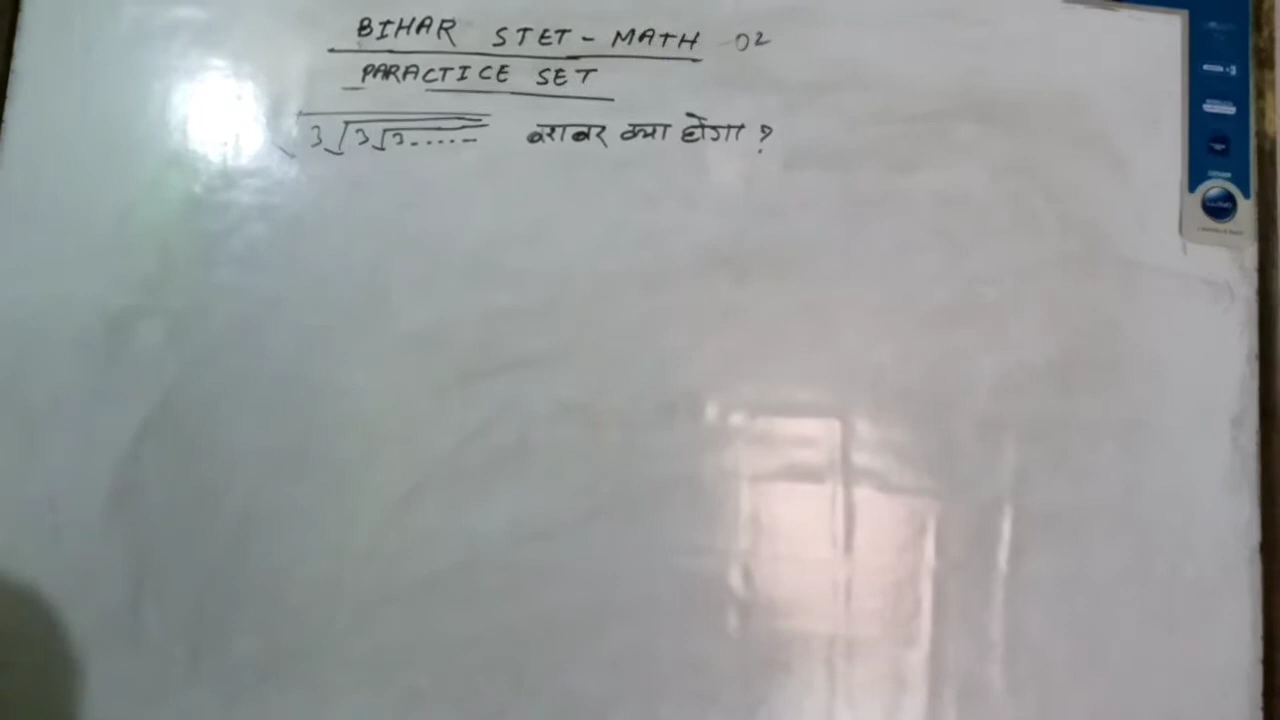 BIHAR STET - MATH 02
PARACTICE SET
√3√3√3...... बराबर क्या होगा ?